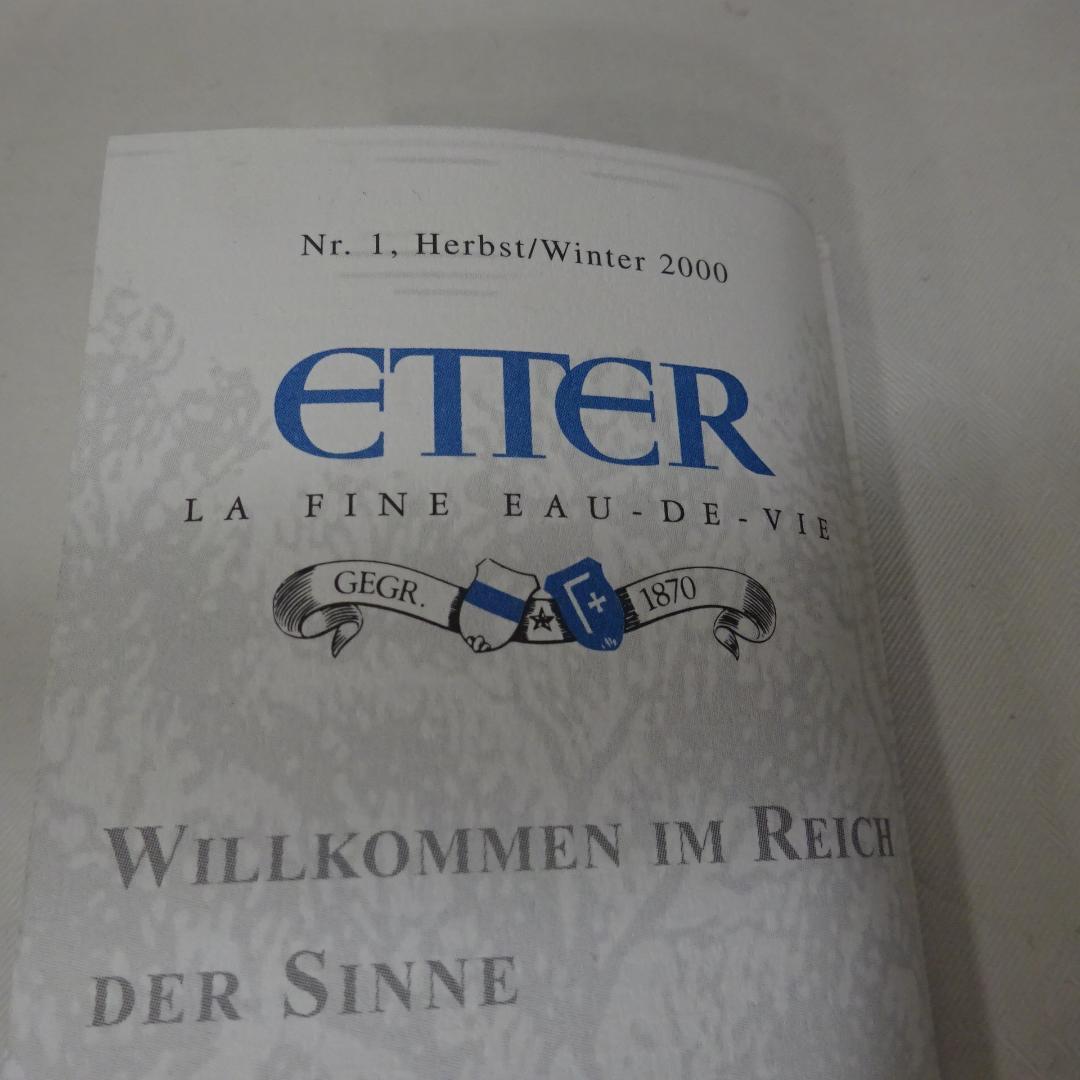 Nr. 1, Herbst/Winter 2000
ETTER
LA FINE EAU-DE-VIE
GEGR. 1870
WILLKOMMEN IM REICH
DER SINNE